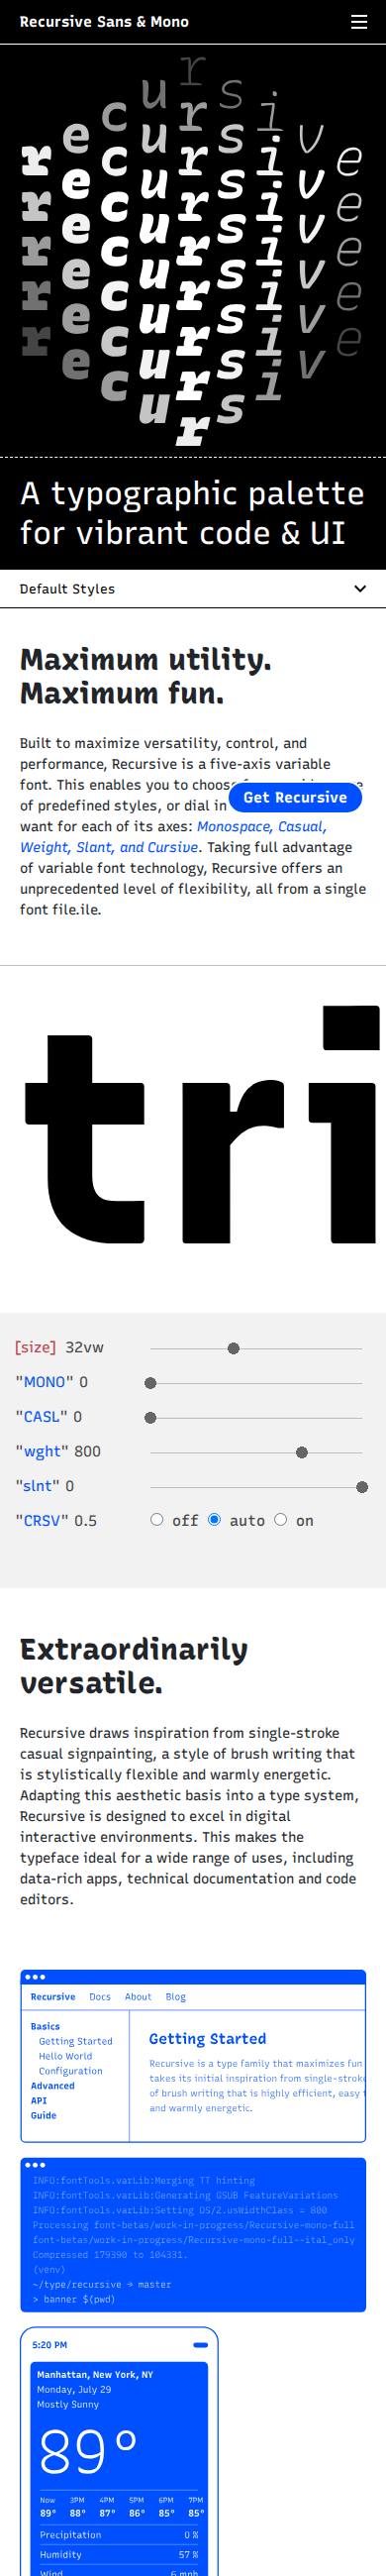 Recursive Sans & Mono
r e c u r s i v e
r e c u r s i v e
r e c u r s i v e
r e c u r s i v e
r e c u r s i v e
r e c u r s i v e
c u r s i
u r s
r
A typographic palette
for vibrant code & UI
Default Styles
Maximum utility.
Maximum fun.
Built to maximize versatility, control, and
performance, Recursive is a five-axis variable
font. This enables you to choose
of predefined styles, or dial in
Get Recursive
want for each of its axes: Monospace, Casual,
Weight, Slant, and Cursive. Taking full advantage
of variable font technology, Recursive offers an
unprecedented level of flexibility, all from a single
font file.ile.
tri
[size] 32vw
"MONO" 0
"CASL" 0
"wght" 800
"slnt" 0
"CRSV" 0.5 off auto on
Extraordinarily
versatile.
Recursive draws inspiration from single-stroke
casual signpainting, a style of brush writing that
is stylistically flexible and warmly energetic.
Adapting this aesthetic basis into a type system,
Recursive is designed to excel in digital
interactive environments. This makes the
typeface ideal for a wide range of uses, including
data-rich apps, technical documentation and code
editors.
Recursive Docs About Blog
Basics
Getting Started
Hello World
Configuration
Advanced
API
Guide
Getting Started
Recursive is a type family that maximizes fun
takes its initial inspiration from single-stroke
of brush writing that is highly efficient, easy
and warmly energetic.
INFO:fontTools.varLib:Merging TT hinting
INFO:fontTools.varLib:Generating GSUB FeatureVariations
INFO:fontTools.varLib:Setting OS/2.usWidthClass = 800
Processing font-betas/work-in-progress/Recursive-mono-full
font-betas/work-in-progress/Recursive-mono-full--ital_only
Compressed 179390 to 104331.
(venv)
~/type/recursive → master
> banner $(pwd)
5:20 PM
Manhattan, New York, NY
Monday, July 29
Mostly Sunny
89°
Now 3PM 4PM 5PM 6PM 7PM
89° 88° 87° 86° 85° 85°
Precipitation 0 %
Humidity 57 %
Wind 6 mph